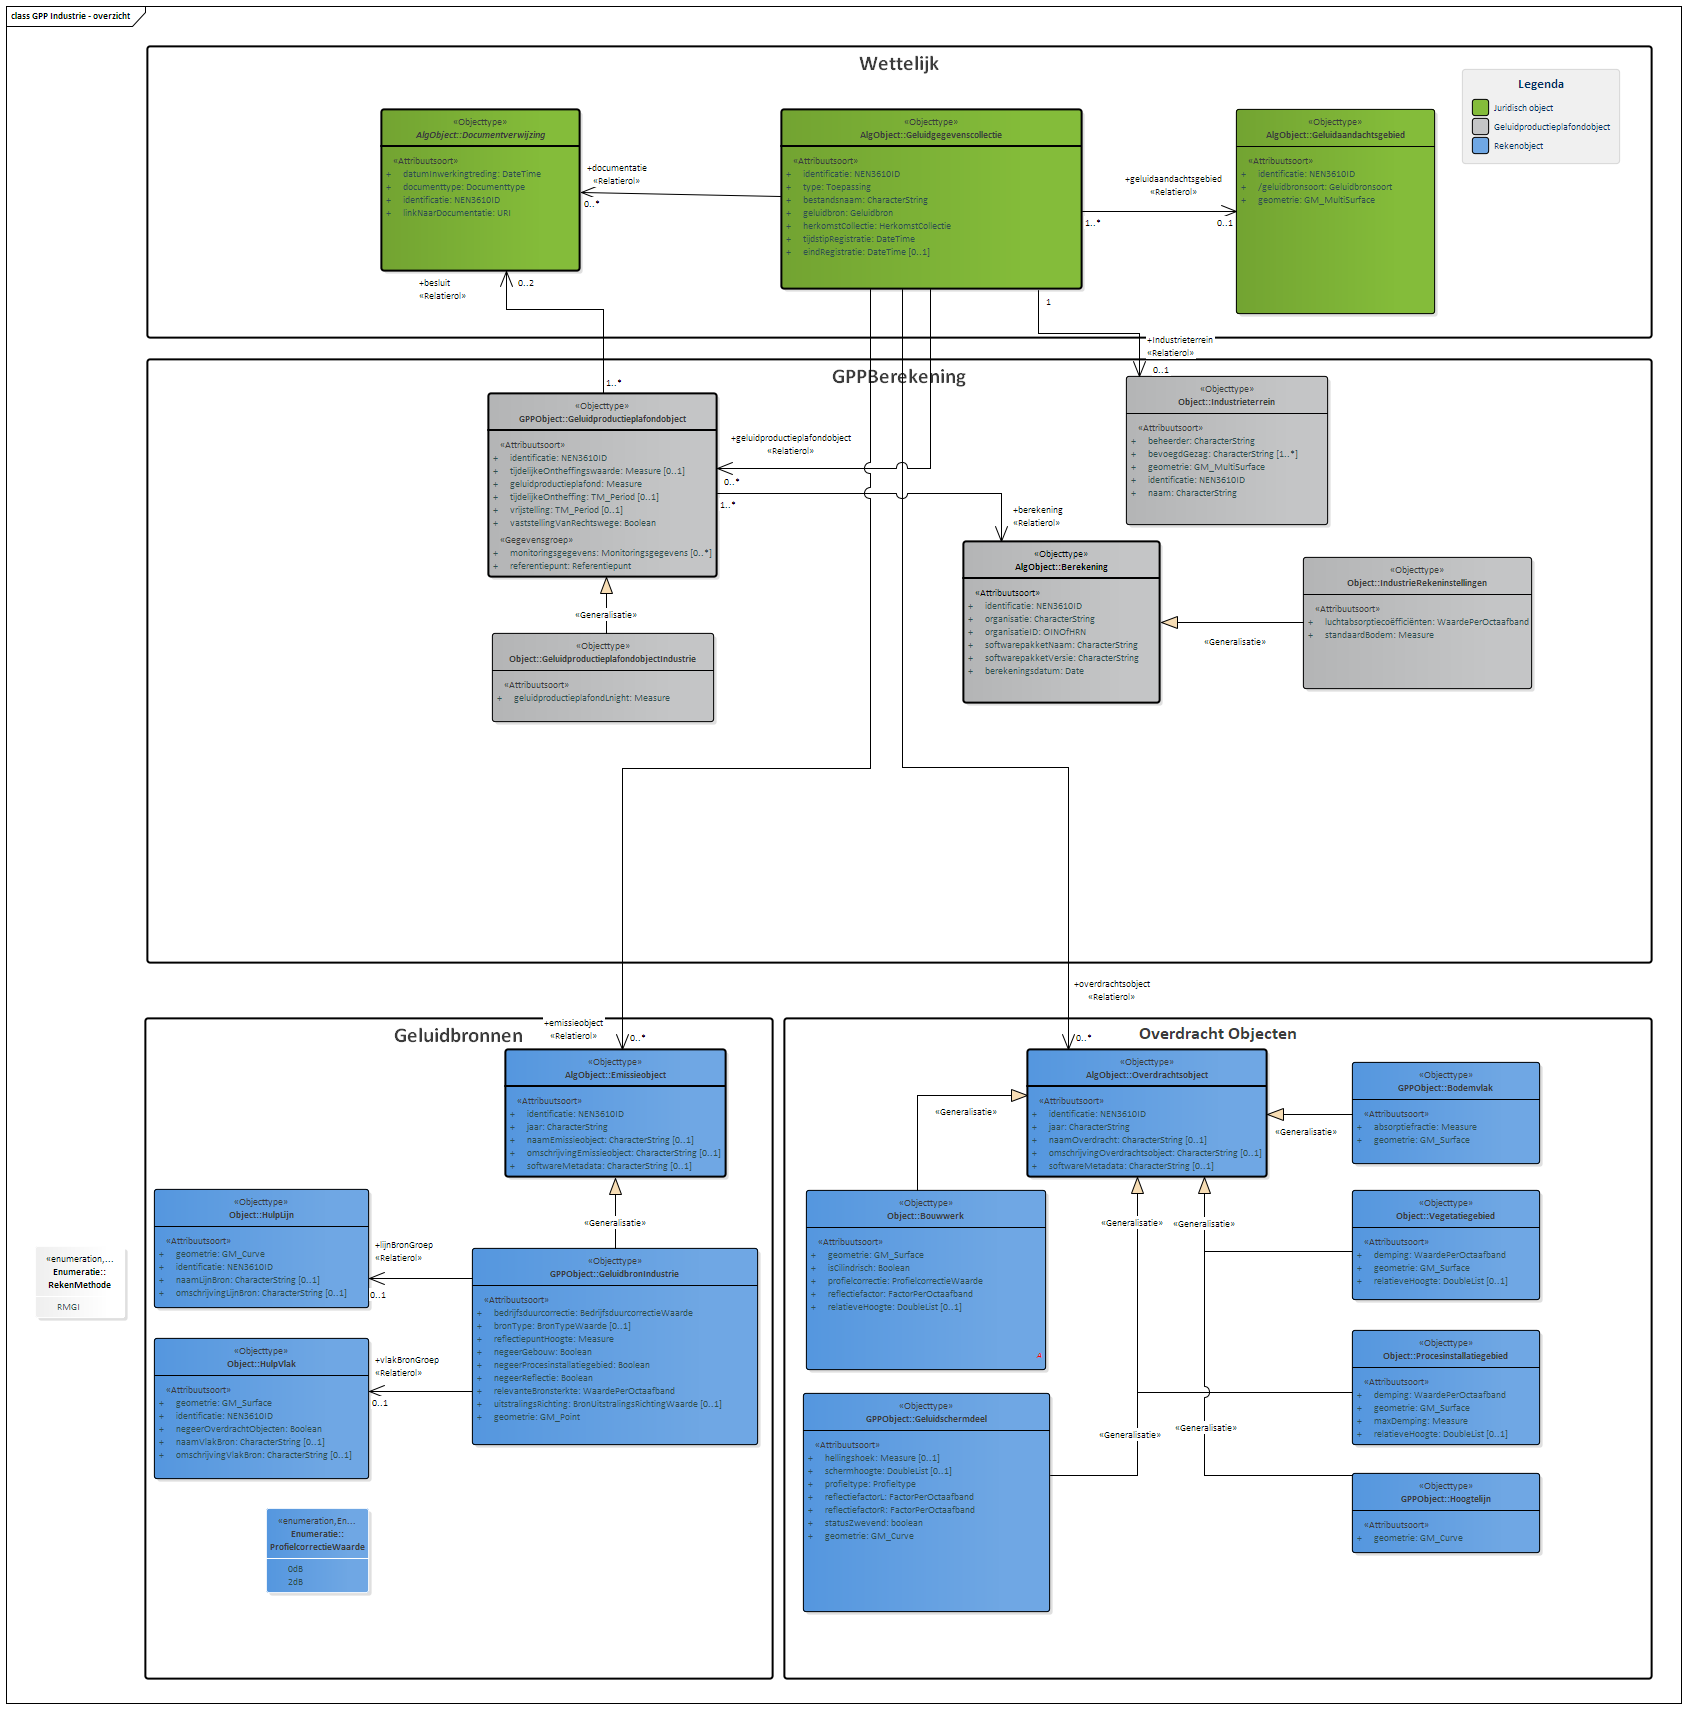 class GPP Industrie - overzicht
Wettelijk
Legenda
Juridisch object
Geluidproductieplafondobject
Rekenobject
«Objecttype»
AlgObject::Documentverwijzing
«Attribuutsoort»
+ datumInwerkingtreding: DateTime
+ documenttype: Documenttype
+ identificatie: NEN3610ID
+ linkNaarDocumentatie: URI
+documentatie
«Relatierol»
0..*
«Objecttype»
AlgObject::Geluidgegevenscollectie
«Attribuutsoort»
+ identificatie: NEN3610ID
+ type: Toepassing
+ bestandsnaam: CharacterString
+ geluidbron: Geluidbron
+ herkomstCollectie: HerkomstCollectie
+ tijdstipRegistratie: DateTime
+ eindRegistratie: DateTime [0..1]
+geluidaandachtsgebied
«Relatierol»
1..*
0..1
«Objecttype»
AlgObject::Geluidaandachtsgebied
«Attribuutsoort»
+ identificatie: NEN3610ID
+ /geluidbronsoort: Geluidbronsoort
+ geometrie: GM_MultiSurface
+besluit
«Relatierol»
0..2
1
+Industrieterrein
«Relatierol»
0..1
GPPBerekening
1..*
«Objecttype»
GPPObject::Geluidproductieplafondobject
«Attribuutsoort»
+ identificatie: NEN3610ID
+ tijdelijkeOntheffingswaarde: Measure [0..1]
+ geluidproductieplafond: Measure
+ tijdelijkeOntheffing: TM_Period [0..1]
+ vrijstelling: TM_Period [0..1]
+ vaststellingVanRechtswege: Boolean
«Gegevensgroep»
+ monitoringsgegevens: Monitoringsgegevens [0..*]
+ referentiepunt: Referentiepunt
+geluidproductieplafondobject
«Relatierol»
0..*
1..*
+berekening
«Relatierol»
«Objecttype»
Object::Industrieterrein
«Attribuutsoort»
+ beheerder: CharacterString
+ bevoegdGezag: CharacterString [1..*]
+ geometrie: GM_MultiSurface
+ identificatie: NEN3610ID
+ naam: CharacterString
«Generalisatie»
«Objecttype»
Object::GeluidproductieplafondobjectIndustrie
«Attribuutsoort»
+ geluidproductieplafondLnight: Measure
«Objecttype»
AlgObject::Berekening
«Attribuutsoort»
+ identificatie: NEN3610ID
+ organisatie: CharacterString
+ organisatieID: OINOfHRN
+ softwarepakketNaam: CharacterString
+ softwarepakketVersie: CharacterString
+ berekeningsdatum: Date
«Generalisatie»
«Objecttype»
Object::IndustrieRekeninstellingen
«Attribuutsoort»
+ luchtabsorptiecoëfficiënten: WaardePerOctaafband
+ standaardBodem: Measure
+overdrachtsobject
«Relatierol»
0..*
+emissieobject
«Relatierol»
0..*
Geluidbronnen
«Objecttype»
AlgObject::Emissieobject
«Attribuutsoort»
+ identificatie: NEN3610ID
+ jaar: CharacterString
+ naamEmissieobject: CharacterString [0..1]
+ omschrijvingEmissieobject: CharacterString [0..1]
+ softwareMetadata: CharacterString [0..1]
«Generalisatie»
«Objecttype»
Object::HulpLijn
«Attribuutsoort»
+ geometrie: GM_Curve
+ identificatie: NEN3610ID
+ naamLijnBron: CharacterString [0..1]
+ omschrijvingLijnBron: CharacterString [0..1]
+lijnBronGroep
«Relatierol»
0..1
«Objecttype»
GPPObject::GeluidbronIndustrie
«Attribuutsoort»
+ bedrijfsduurcorrectie: BedrijfsduurcorrectieWaarde
+ bronType: BronTypeWaarde [0..1]
+ reflectiepuntHoogte: Measure
+ negeerGebouw: Boolean
+ negeerProcesinstallatiegebied: Boolean
+ negeerReflectie: Boolean
+ relevanteBronsterkte: WaardePerOctaafband
+ uitstralingsRichting: BronUitstralingsRichtingWaarde [0..1]
+ geometrie: GM_Point
«Objecttype»
Object::HulpVlak
«Attribuutsoort»
+ geometrie: GM_Surface
+ identificatie: NEN3610ID
+ negeerOverdrachtObjecten: Boolean
+ naamVlakBron: CharacterString [0..1]
+ omschrijvingVlakBron: CharacterString [0..1]
+vlakBronGroep
«Relatierol»
0..1
«enumeration,...
Enumeratie::
RekenMethode
RMGI
«enumeration,En...
Enumeratie::
ProfielcorrectieWaarde
0dB
2dB
Overdracht Objecten
«Objecttype»
AlgObject::Overdrachtsobject
«Attribuutsoort»
+ identificatie: NEN3610ID
+ jaar: CharacterString
+ naamOverdracht: CharacterString [0..1]
+ omschrijvingOverdrachtsobject: CharacterString [0..1]
+ softwareMetadata: CharacterString [0..1]
«Generalisatie»
«Generalisatie»
«Generalisatie»
«Generalisatie»
«Generalisatie»
«Generalisatie»
«Objecttype»
GPPObject::Bodemvlak
«Attribuutsoort»
+ absorptiefractie: Measure
+ geometrie: GM_Surface
«Objecttype»
Object::Bouwwerk
«Attribuutsoort»
+ geometrie: GM_Surface
+ isCilindrisch: Boolean
+ profielcorrectie: ProfielcorrectieWaarde
+ reflectiefactor: FactorPerOctaafband
+ relatieveHoogte: DoubleList [0..1]
«Objecttype»
Object::Vegetatiegebied
«Attribuutsoort»
+ demping: WaardePerOctaafband
+ geometrie: GM_Surface
+ relatieveHoogte: DoubleList [0..1]
«Objecttype»
Object::Procesinstallatiegebied
«Attribuutsoort»
+ demping: WaardePerOctaafband
+ geometrie: GM_Surface
+ maxDemping: Measure
+ relatieveHoogte: DoubleList [0..1]
«Objecttype»
GPPObject::Geluidschermdeel
«Attribuutsoort»
+ hellingshoek: Measure [0..1]
+ schermhoogte: DoubleList [0..1]
+ profieltype: Profieltype
+ reflectiefactorL: FactorPerOctaafband
+ reflectiefactorR: FactorPerOctaafband
+ statusZwevend: boolean
+ geometrie: GM_Curve
«Objecttype»
GPPObject::Hoogtelijn
«Attribuutsoort»
+ geometrie: GM_Curve